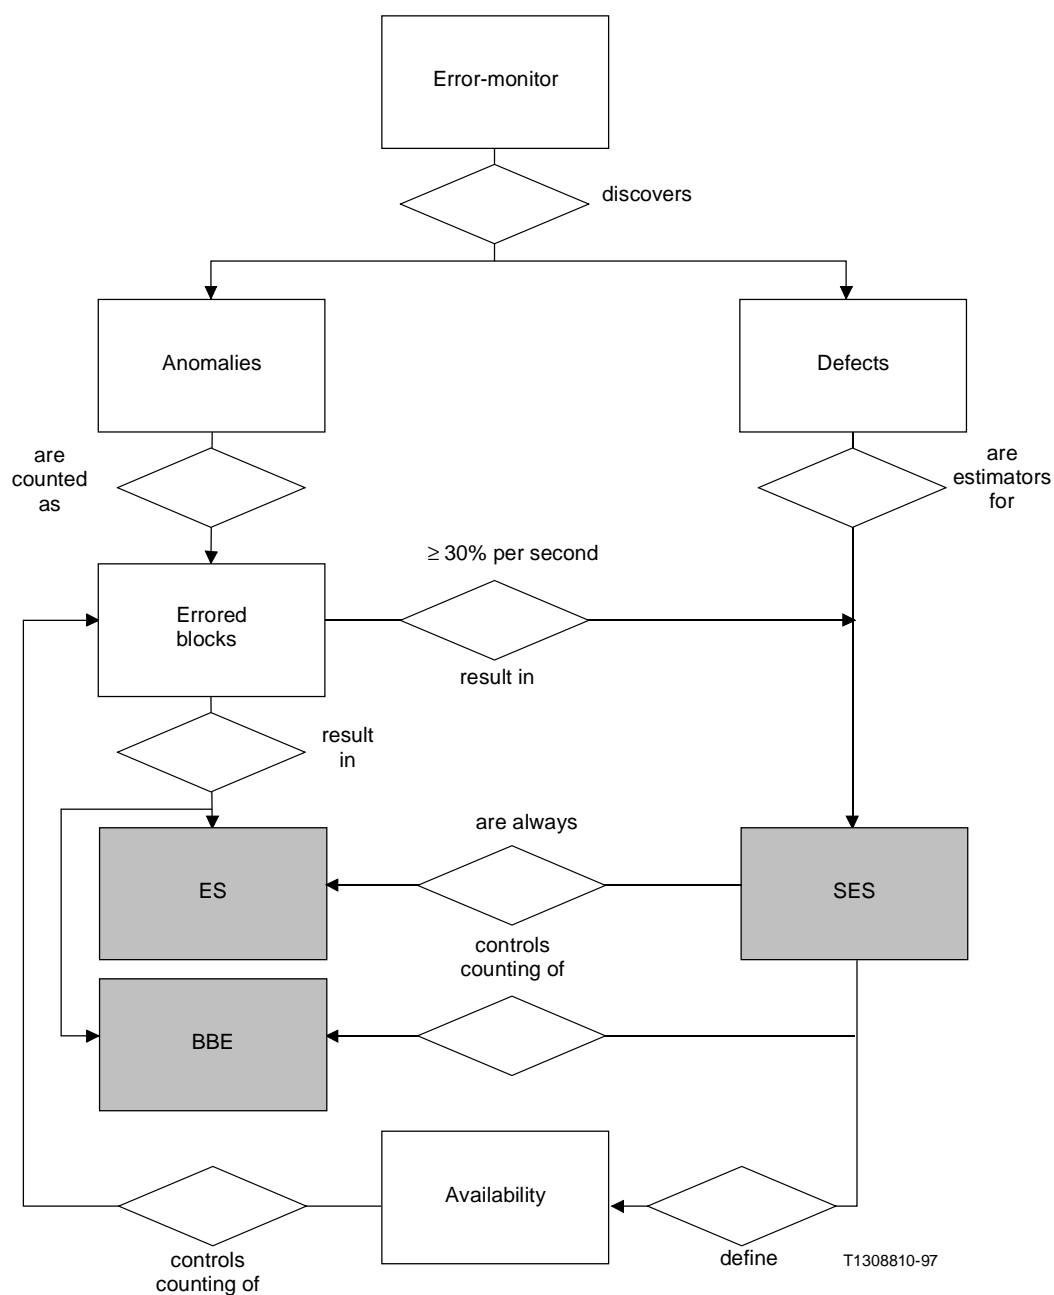 Error-monitor
discovers
Anomalies
Defects
are
counted
as
are
estimators
for
≥ 30% per second
Errored
blocks
result in
result
in
are always
ES
SES
controls
counting of
BBE
Availability
controls
counting of
define
T1308810-97